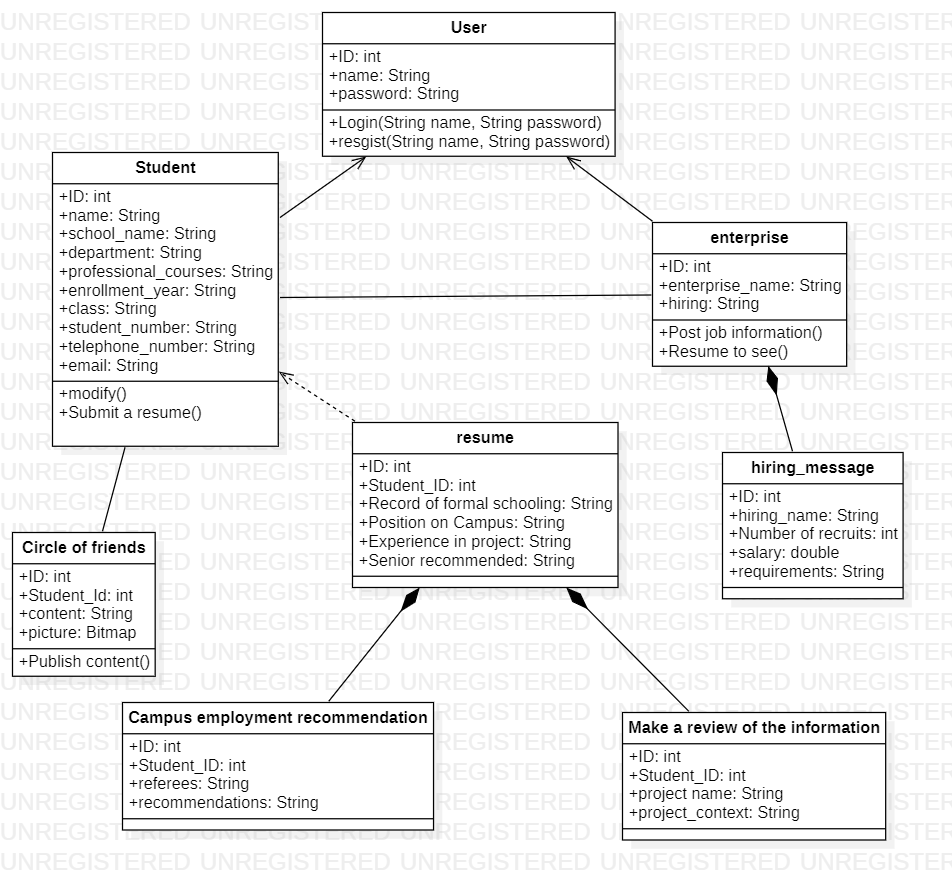 User
+ID: int
+name: String
+password: String
+Login(String name, String password)
+resgist(String name, String password)
Student
+ID: int
+name: String
+school_name: String
+department: String
+professional_courses: String
+enrollment_year: String
+class: String
+student_number: String
+telephone_number: String
+email: String
+modify()
+Submit a resume()
enterprise
+ID: int
+enterprise_name: String
+hiring: String
+Post job information()
+Resume to see()
resume
+ID: int
+Student_ID: int
+Record of formal schooling: String
+Position on Campus: String
+Experience in project: String
+Senior recommended: String
hiring_message
+ID: int
+hiring_name: String
+Number of recruits: int
+salary: double
+requirements: String
Circle of friends
+ID: int
+Student_Id: int
+content: String
+picture: Bitmap
+Publish content()
Campus employment recommendation
+ID: int
+Student_ID: int
+referees: String
+recommendations: String
Make a review of the information
+ID: int
+Student_ID: int
+project name: String
+project_context: String
UNREGISTERED